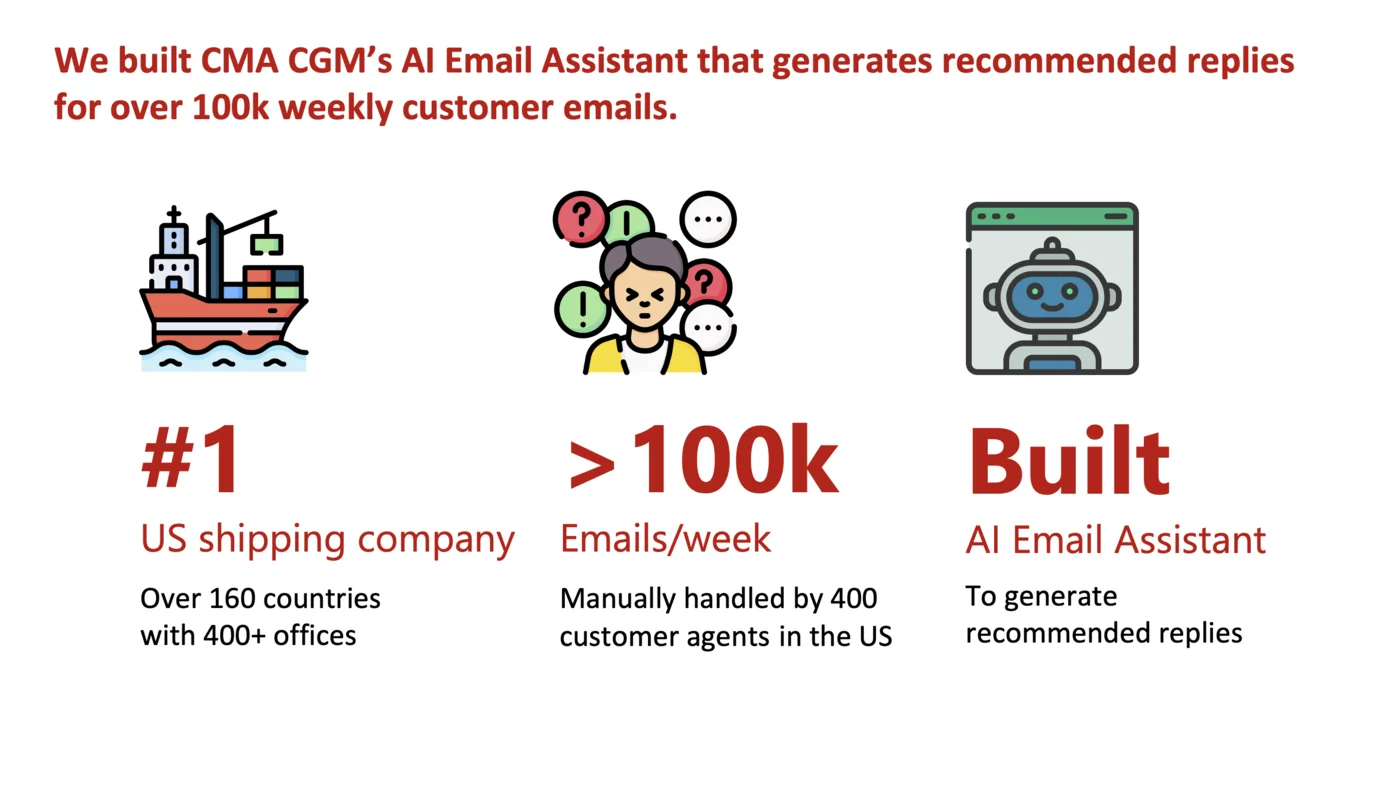 We built CMA CGM’s AI Email Assistant that generates recommended replies
for over 100k weekly customer emails.
#1
US shipping company
Over 160 countries
with 400+ offices
>100k
Emails/week
Manually handled by 400
customer agents in the US
Built
AI Email Assistant
To generate
recommended replies